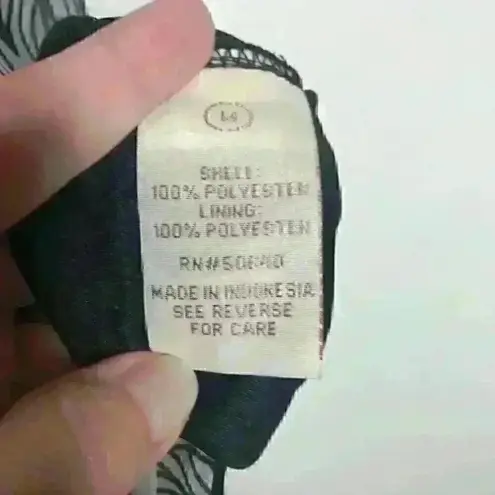 SHELL:
100% POLYESTER
LINING:
100% POLYESTER
MADE IN INDONESIA
SEE REVERSE
FOR CARE